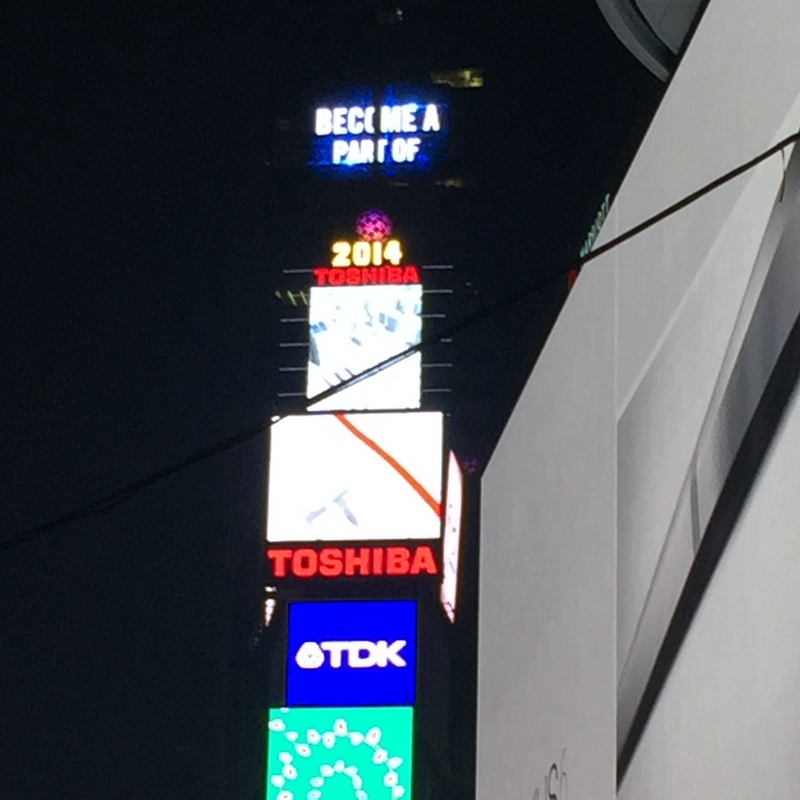 BECOME A
PART OF
2014
TOSHIBA
TOSHIBA
TDK